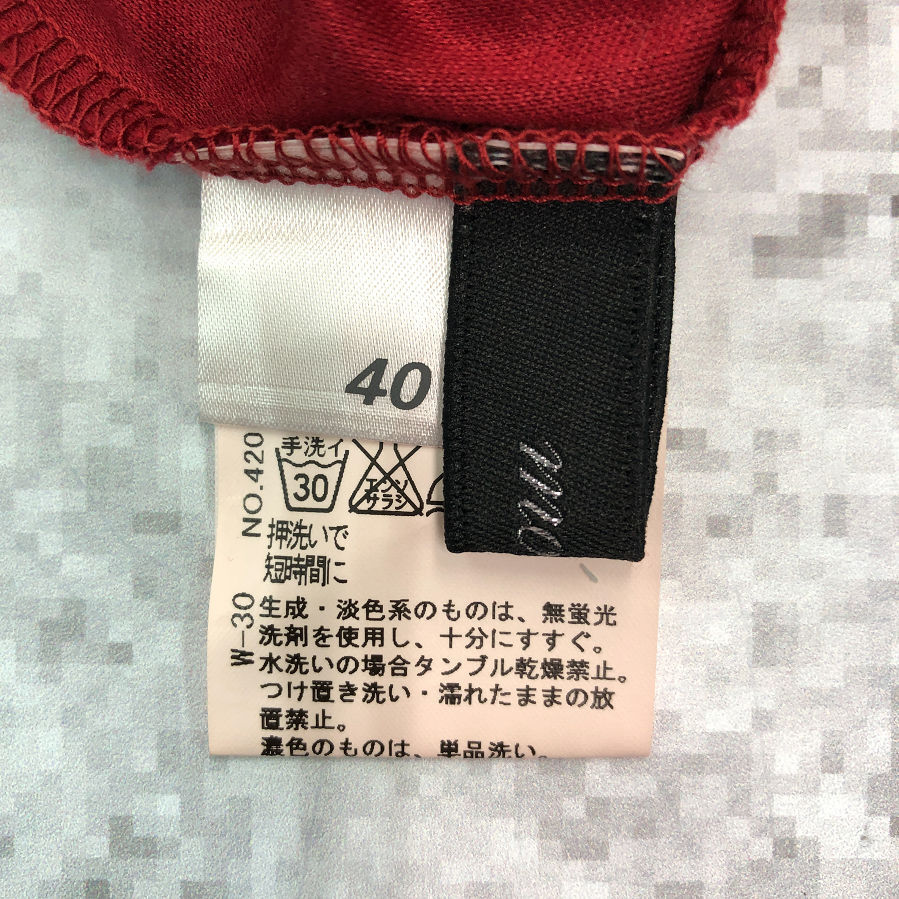 40
手洗イ
30
エンソ
サラシ
NO.420
押洗いで
短時間に
W-30
生成・淡色系のものは、無蛍光
洗剤を使用し、十分にすすぐ。
水洗いの場合タンブル乾燥禁止。
つけ置き洗い・濡れたままの放
置禁止。
濃色のものは、単品洗い。